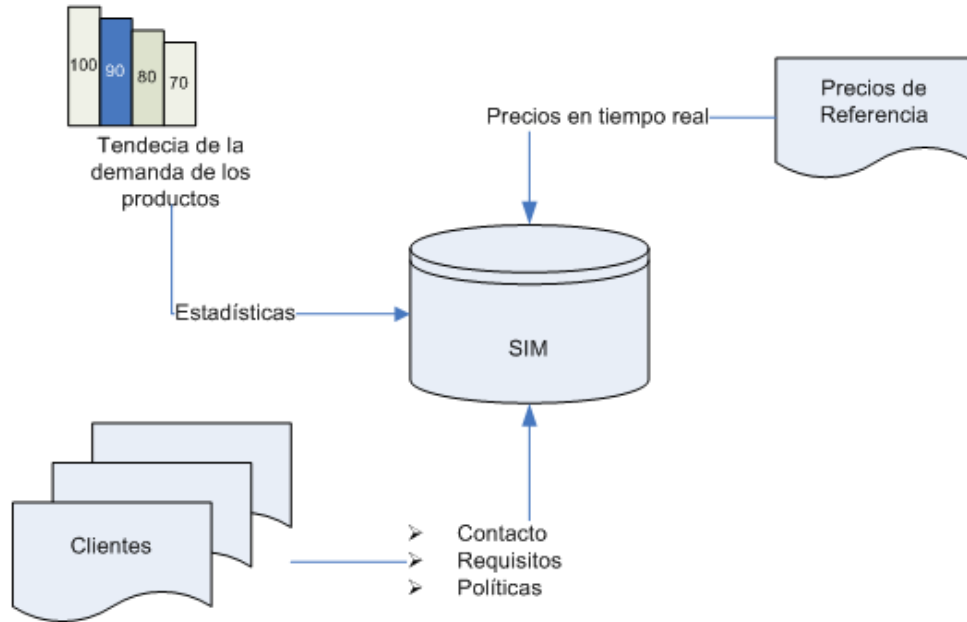 100
90
80
70
Tendecia de la
demanda de los
productos
Precios en tiempo real
Precios de
Referencia
Estadísticas
SIM
Clientes
➢ Contacto
➢ Requisitos
➢ Políticas